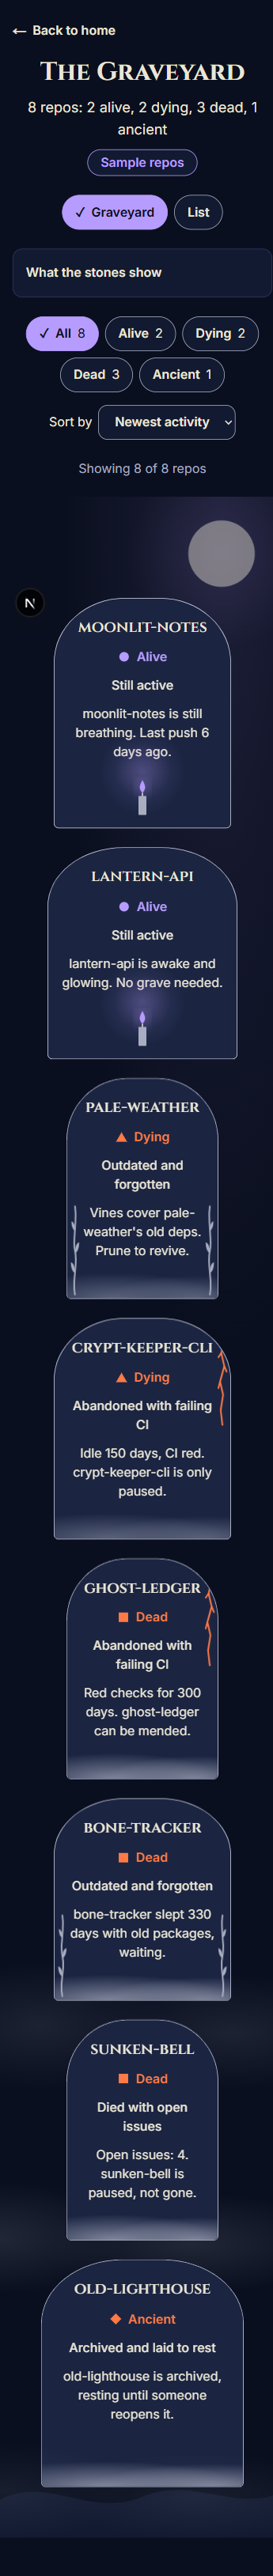 ← Back to home
The Graveyard
8 repos: 2 alive, 2 dying, 3 dead, 1
ancient
Sample repos
✓ Graveyard
List
What the stones show
✓ All 8
Alive 2
Dying 2
Dead 3
Ancient 1
Sort by
Newest activity
Showing 8 of 8 repos
N
MOONLIT-NOTES
Alive
Still active
moonlit-notes is still
breathing. Last push 6
days ago.
LANTERN-API
Alive
Still active
lantern-api is awake and
glowing. No grave needed.
PALE-WEATHER
Dying
Outdated and
forgotten
Vines cover pale-
weather's old deps.
Prune to revive.
CRYPT-KEEPER-CLI
Dying
Abandoned with failing
CI
Idle 150 days, CI red.
crypt-keeper-cli is only
paused.
GHOST-LEDGER
Dead
Abandoned with
failing CI
Red checks for 300
days. ghost-ledger
can be mended.
BONE-TRACKER
Dead
Outdated and forgotten
bone-tracker slept 330
days with old packages,
waiting.
SUNKEN-BELL
Dead
Died with open
issues
Open issues: 4.
sunken-bell is
paused, not gone.
OLD-LIGHTHOUSE
Ancient
Archived and laid to rest
old-lighthouse is archived,
resting until someone
reopens it.